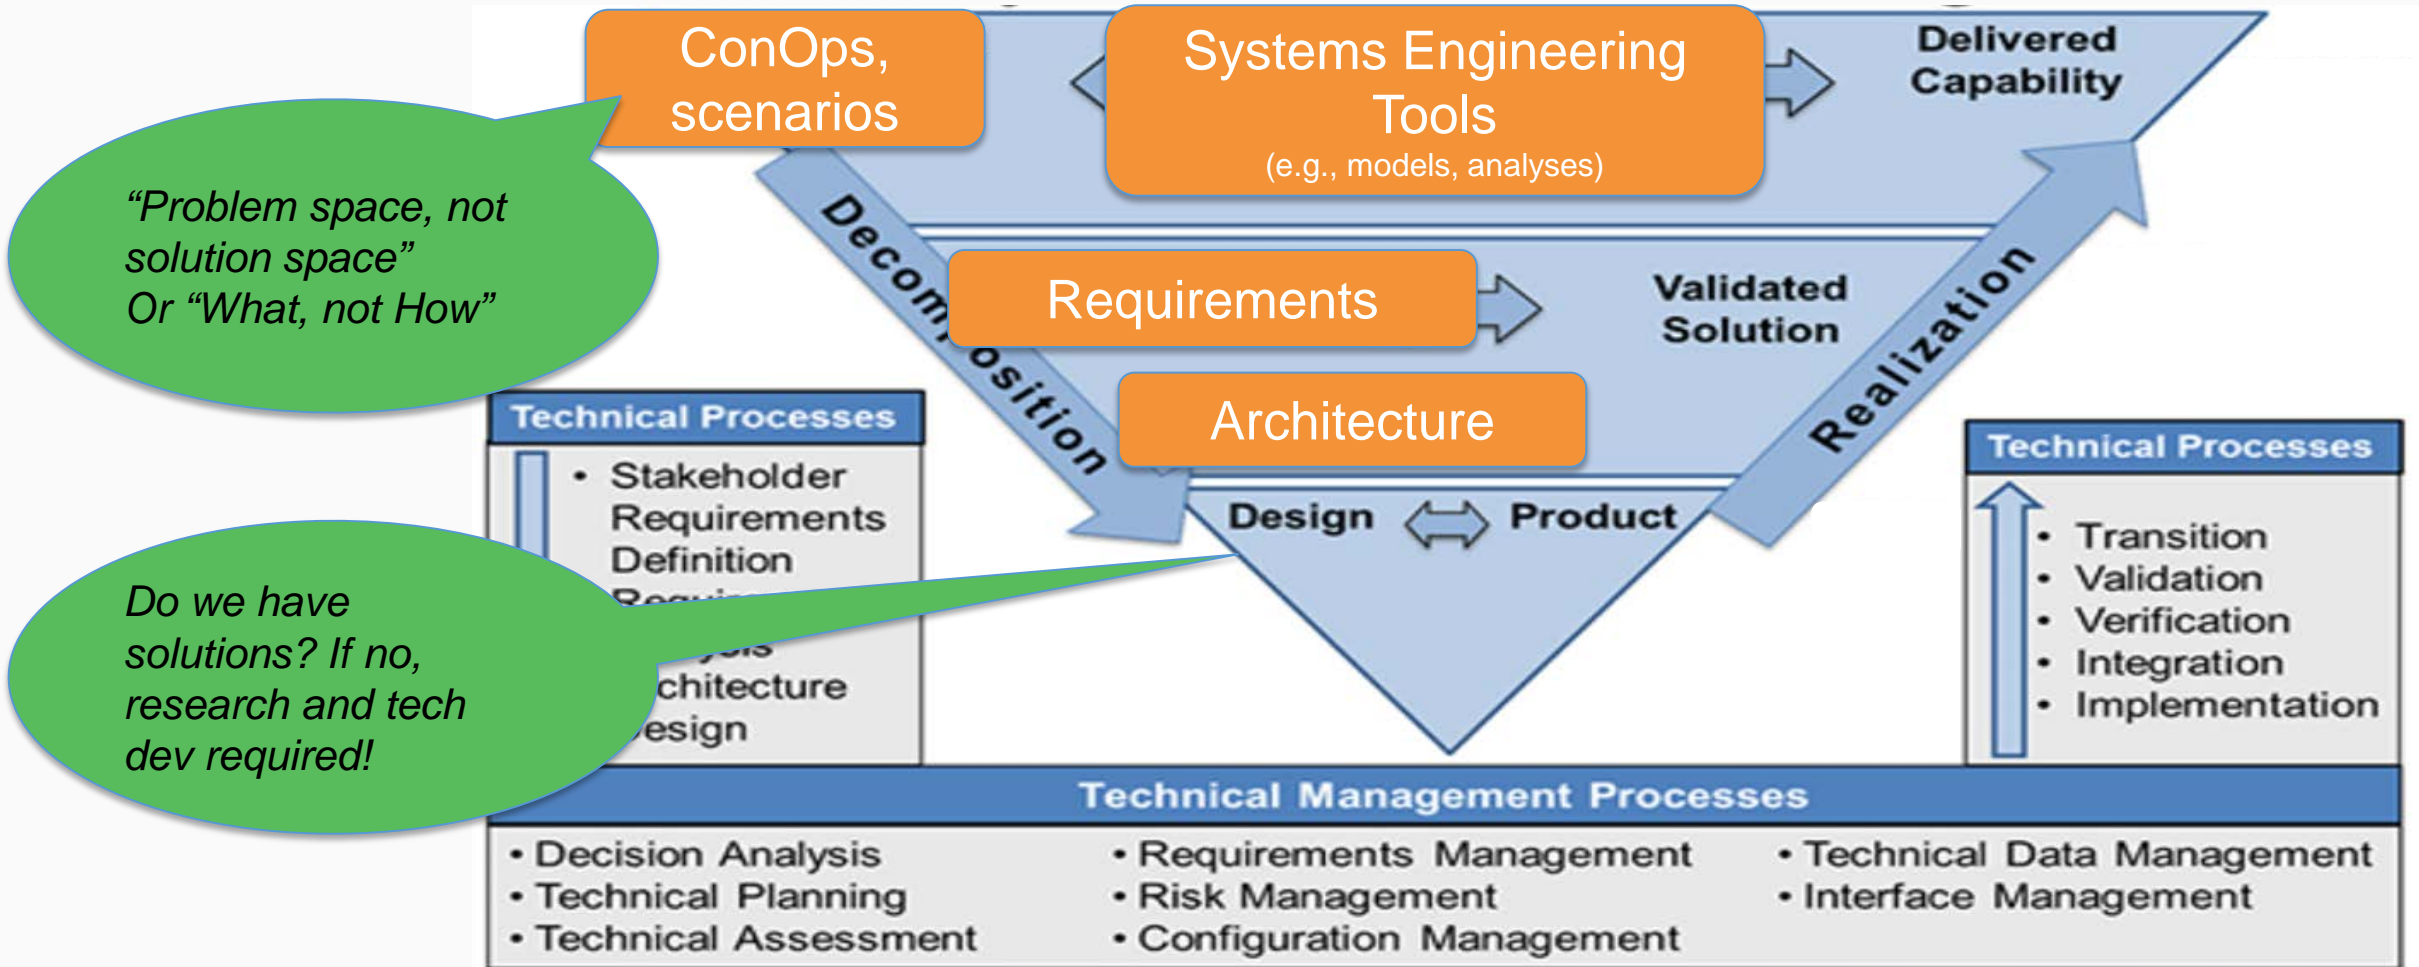 ConOps,
scenarios
Systems Engineering
Tools
(e.g., models, analyses)
Delivered
Capability
“Problem space, not
solution space”
Or “What, not How”
Decomposition
Requirements
Validated
Solution
Realization
Architecture
Design
Product
Technical Processes
• Stakeholder
Requirements
Definition
Do we have
solutions? If no,
research and tech
dev required!
Technical Processes
• Transition
• Validation
• Verification
• Integration
• Implementation
Technical Management Processes
• Decision Analysis
• Technical Planning
• Technical Assessment
• Requirements Management
• Risk Management
• Configuration Management
• Technical Data Management
• Interface Management